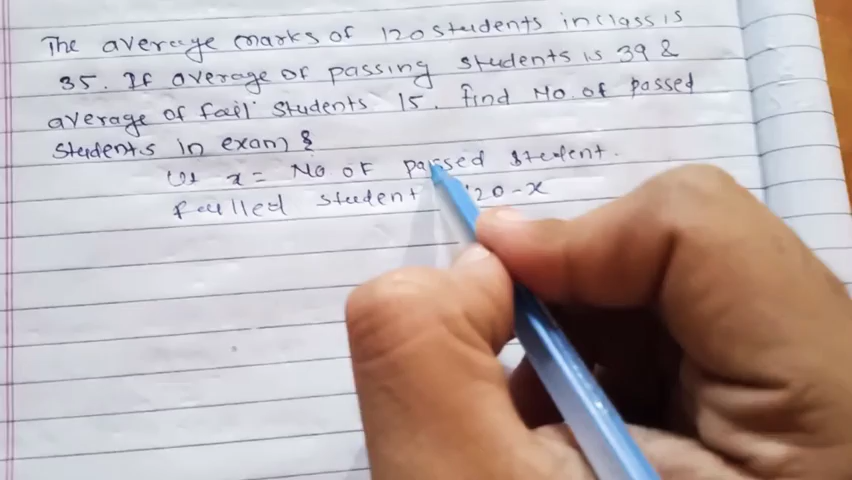 The average marks of 120 students in class is
35. If average of passing students is 39 &
average of fail students 15. find No. of passed
students in exam ?
Let x = No of passed student.
failled student 120-x